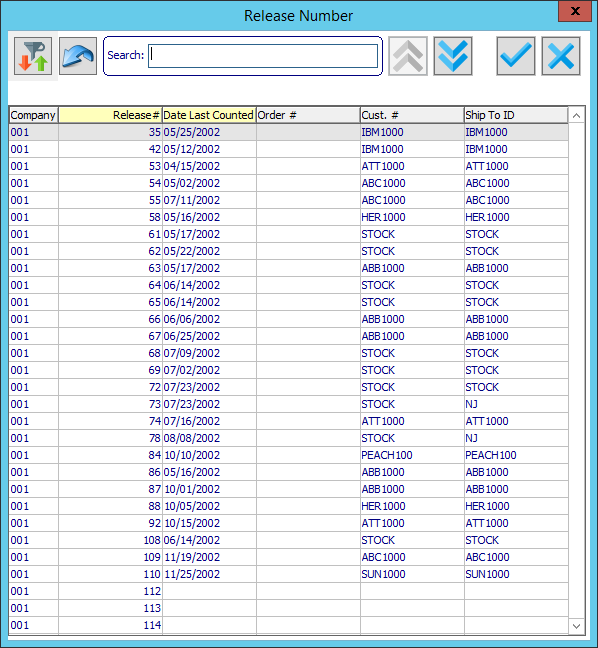 Release Number
x
Search:
Company Release# Date Last Counted Order # Cust. # Ship To ID
001 35 05/25/2002 IBM1000 IBM1000
001 42 05/12/2002 IBM1000 IBM1000
001 53 04/15/2002 ATT1000 ATT1000
001 54 05/02/2002 ABC1000 ABC1000
001 55 07/11/2002 ABC1000 ABC1000
001 58 05/16/2002 HER1000 HER1000
001 61 05/17/2002 STOCK STOCK
001 62 05/22/2002 STOCK STOCK
001 63 05/17/2002 ABB1000 ABB1000
001 64 06/14/2002 STOCK STOCK
001 65 06/14/2002 STOCK STOCK
001 66 06/06/2002 ABB1000 ABB1000
001 67 06/25/2002 ABB1000 ABB1000
001 68 07/09/2002 STOCK STOCK
001 69 07/02/2002 STOCK STOCK
001 72 07/23/2002 STOCK STOCK
001 73 07/23/2002 STOCK NJ
001 74 07/16/2002 ATT1000 ATT1000
001 78 08/08/2002 STOCK NJ
001 84 10/10/2002 PEACH100 PEACH100
001 86 05/16/2002 ABB1000 ABB1000
001 87 10/01/2002 ABB1000 ABB1000
001 88 10/05/2002 HER1000 HER1000
001 92 10/15/2002 ATT1000 ATT1000
001 108 06/14/2002 STOCK STOCK
001 109 11/19/2002 ABC1000 ABC1000
001 110 11/25/2002 SUN1000 SUN1000
001 112
001 113
001 114